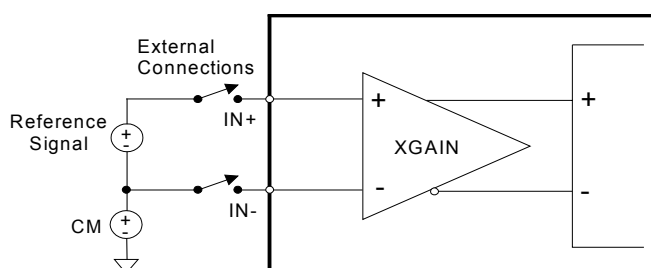 External
Connections
+
-
Reference
Signal
+
-
IN+
+
-
XGAIN
+
-
IN-
CM
+
-